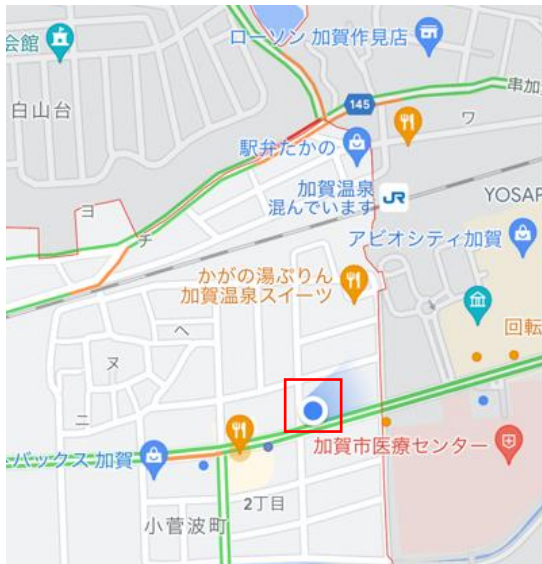 会館
ローソン 加賀作見店
白山台
145
串加
ワ
駅弁たかの
加賀温泉
混んでいます
JR
YOSAF
ヨ
チ
アビオシティ加賀
かがの湯ぷりん
加賀温泉スイーツ
回転
ヘ
ヌ
ニ
バックス 加賀
加賀市医療センター
2丁目
小菅波町